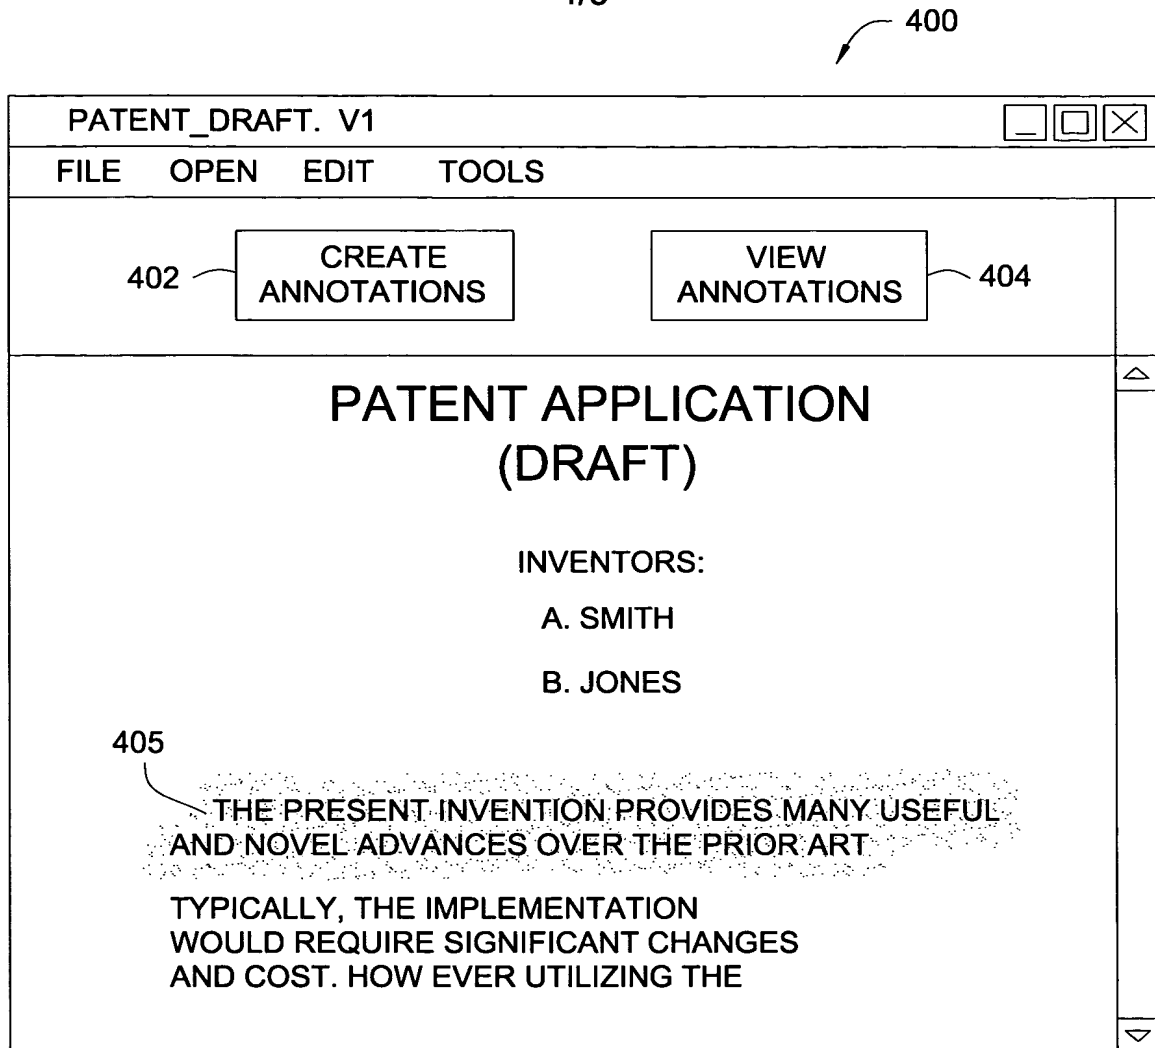 400
PATENT_DRAFT. V1
FILE OPEN EDIT TOOLS
402
CREATE
ANNOTATIONS
VIEW
ANNOTATIONS
404
PATENT APPLICATION
(DRAFT)
INVENTORS:
A. SMITH
B. JONES
405
THE PRESENT INVENTION PROVIDES MANY USEFUL
AND NOVEL ADVANCES OVER THE PRIOR ART
TYPICALLY, THE IMPLEMENTATION
WOULD REQUIRE SIGNIFICANT CHANGES
AND COST. HOW EVER UTILIZING THE